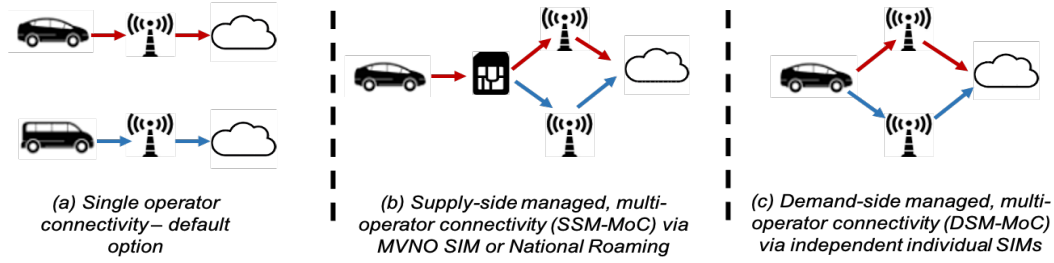 (a) Single operator
connectivity – default
option
(b) Supply-side managed, multi-
operator connectivity (SSM-MoC) via
MVNO SIM or National Roaming
(c) Demand-side managed, multi-
operator connectivity (DSM-MoC)
via independent individual SIMs